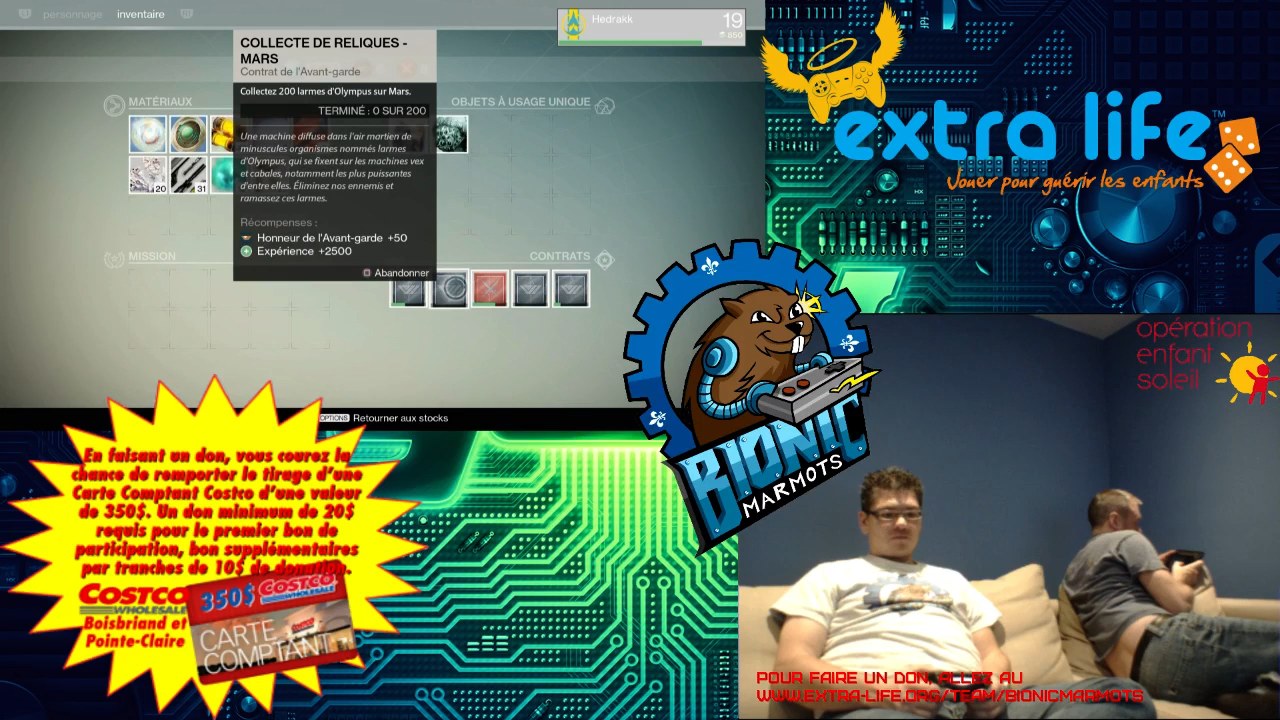 personnage
inventaire
Hedrakk
19
850
COLLECTE DE RELIQUES -
MARS
Contrat de l'Avant-garde
Collectez 200 larmes d'Olympus sur Mars.
TERMINÉ : 0 SUR 200
Une machine diffuse dans l'air martien de
minuscules organismes nommés larmes
d'Olympus, qui se fixent sur les machines vex
et cabales, notamment les plus puissantes
d'entre elles. Éliminez nos ennemis et
ramassez ces larmes.
Récompenses :
Honneur de l'Avant-garde +50
Expérience +2500
Abandonner
MATÉRIAUX
OBJETS À USAGE UNIQUE
20
31
MISSION
CONTRATS
OPTIONS Retourner aux stocks
extra life™
Jouer pour guérir les enfants
BIONIC
MARMOTS
opération
enfant
soleil
En faisant un don, vous courez la
chance de remporter le tirage d'une
Carte Comptant Costco d'une valeur
de 350$. Un don minimum de 20$
requis pour le premier bon de
participation, bon supplémentaires
par tranches de 10$ de donation.
COSTCO
WHOLESALE
Boisbriand et
Pointe-Claire
350$ COSTCO
WHOLESALE
CARTE
COMPTANT
POUR FAIRE UN DON, ALLEZ AU
WWW.EXTRA-LIFE.ORG/TEAM/BIONICMARMOTS